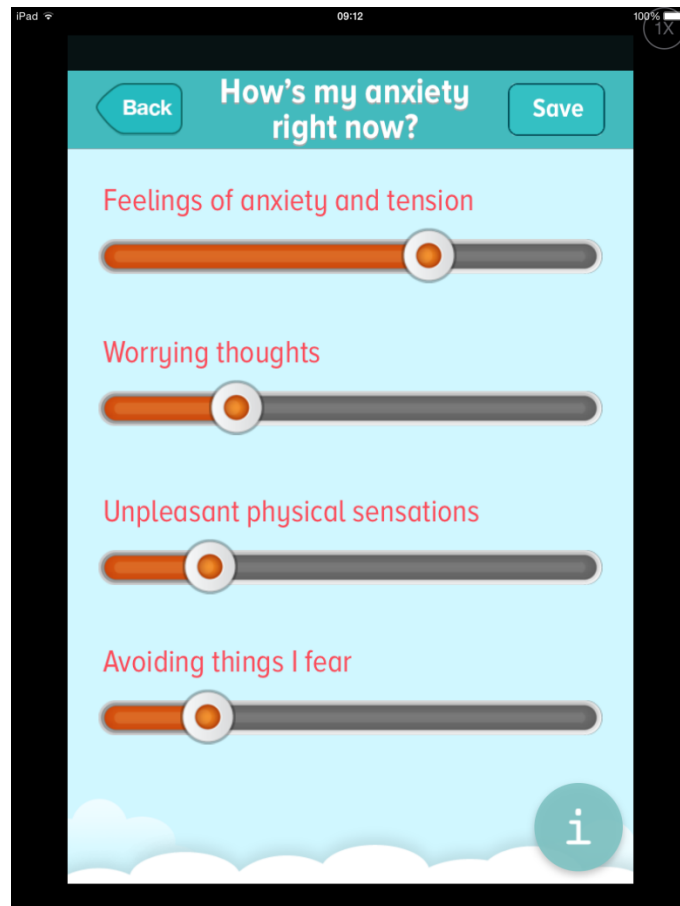 iPad 09:12 100%
1X
Back
How's my anxiety
right now?
Save
Feelings of anxiety and tension
Worrying thoughts
Unpleasant physical sensations
Avoiding things I fear
i